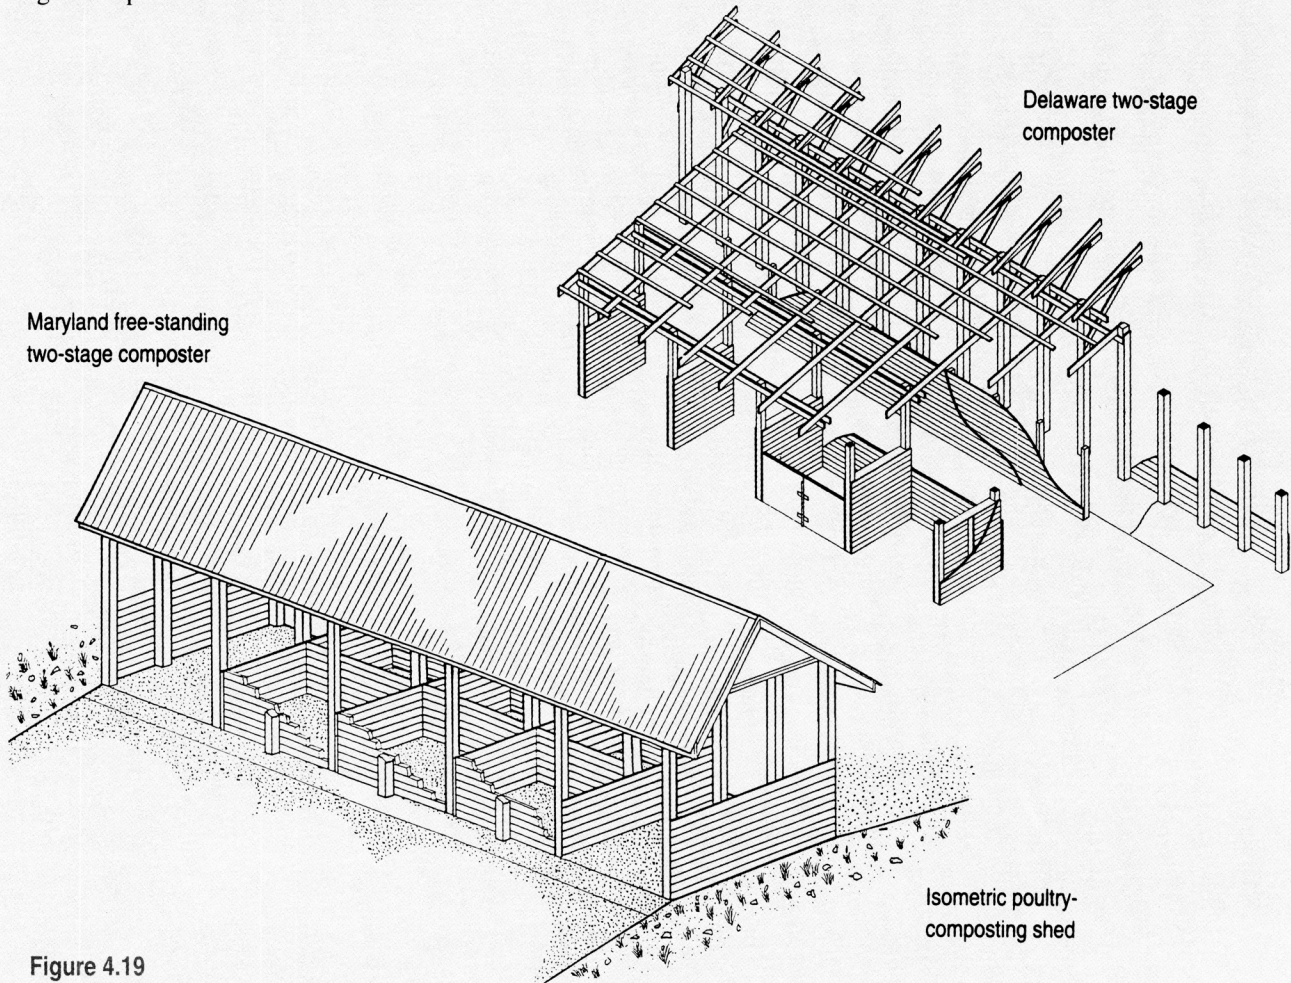 Delaware two-stage
composter
Maryland free-standing
two-stage composter
Isometric poultry-
composting shed
Figure 4.19